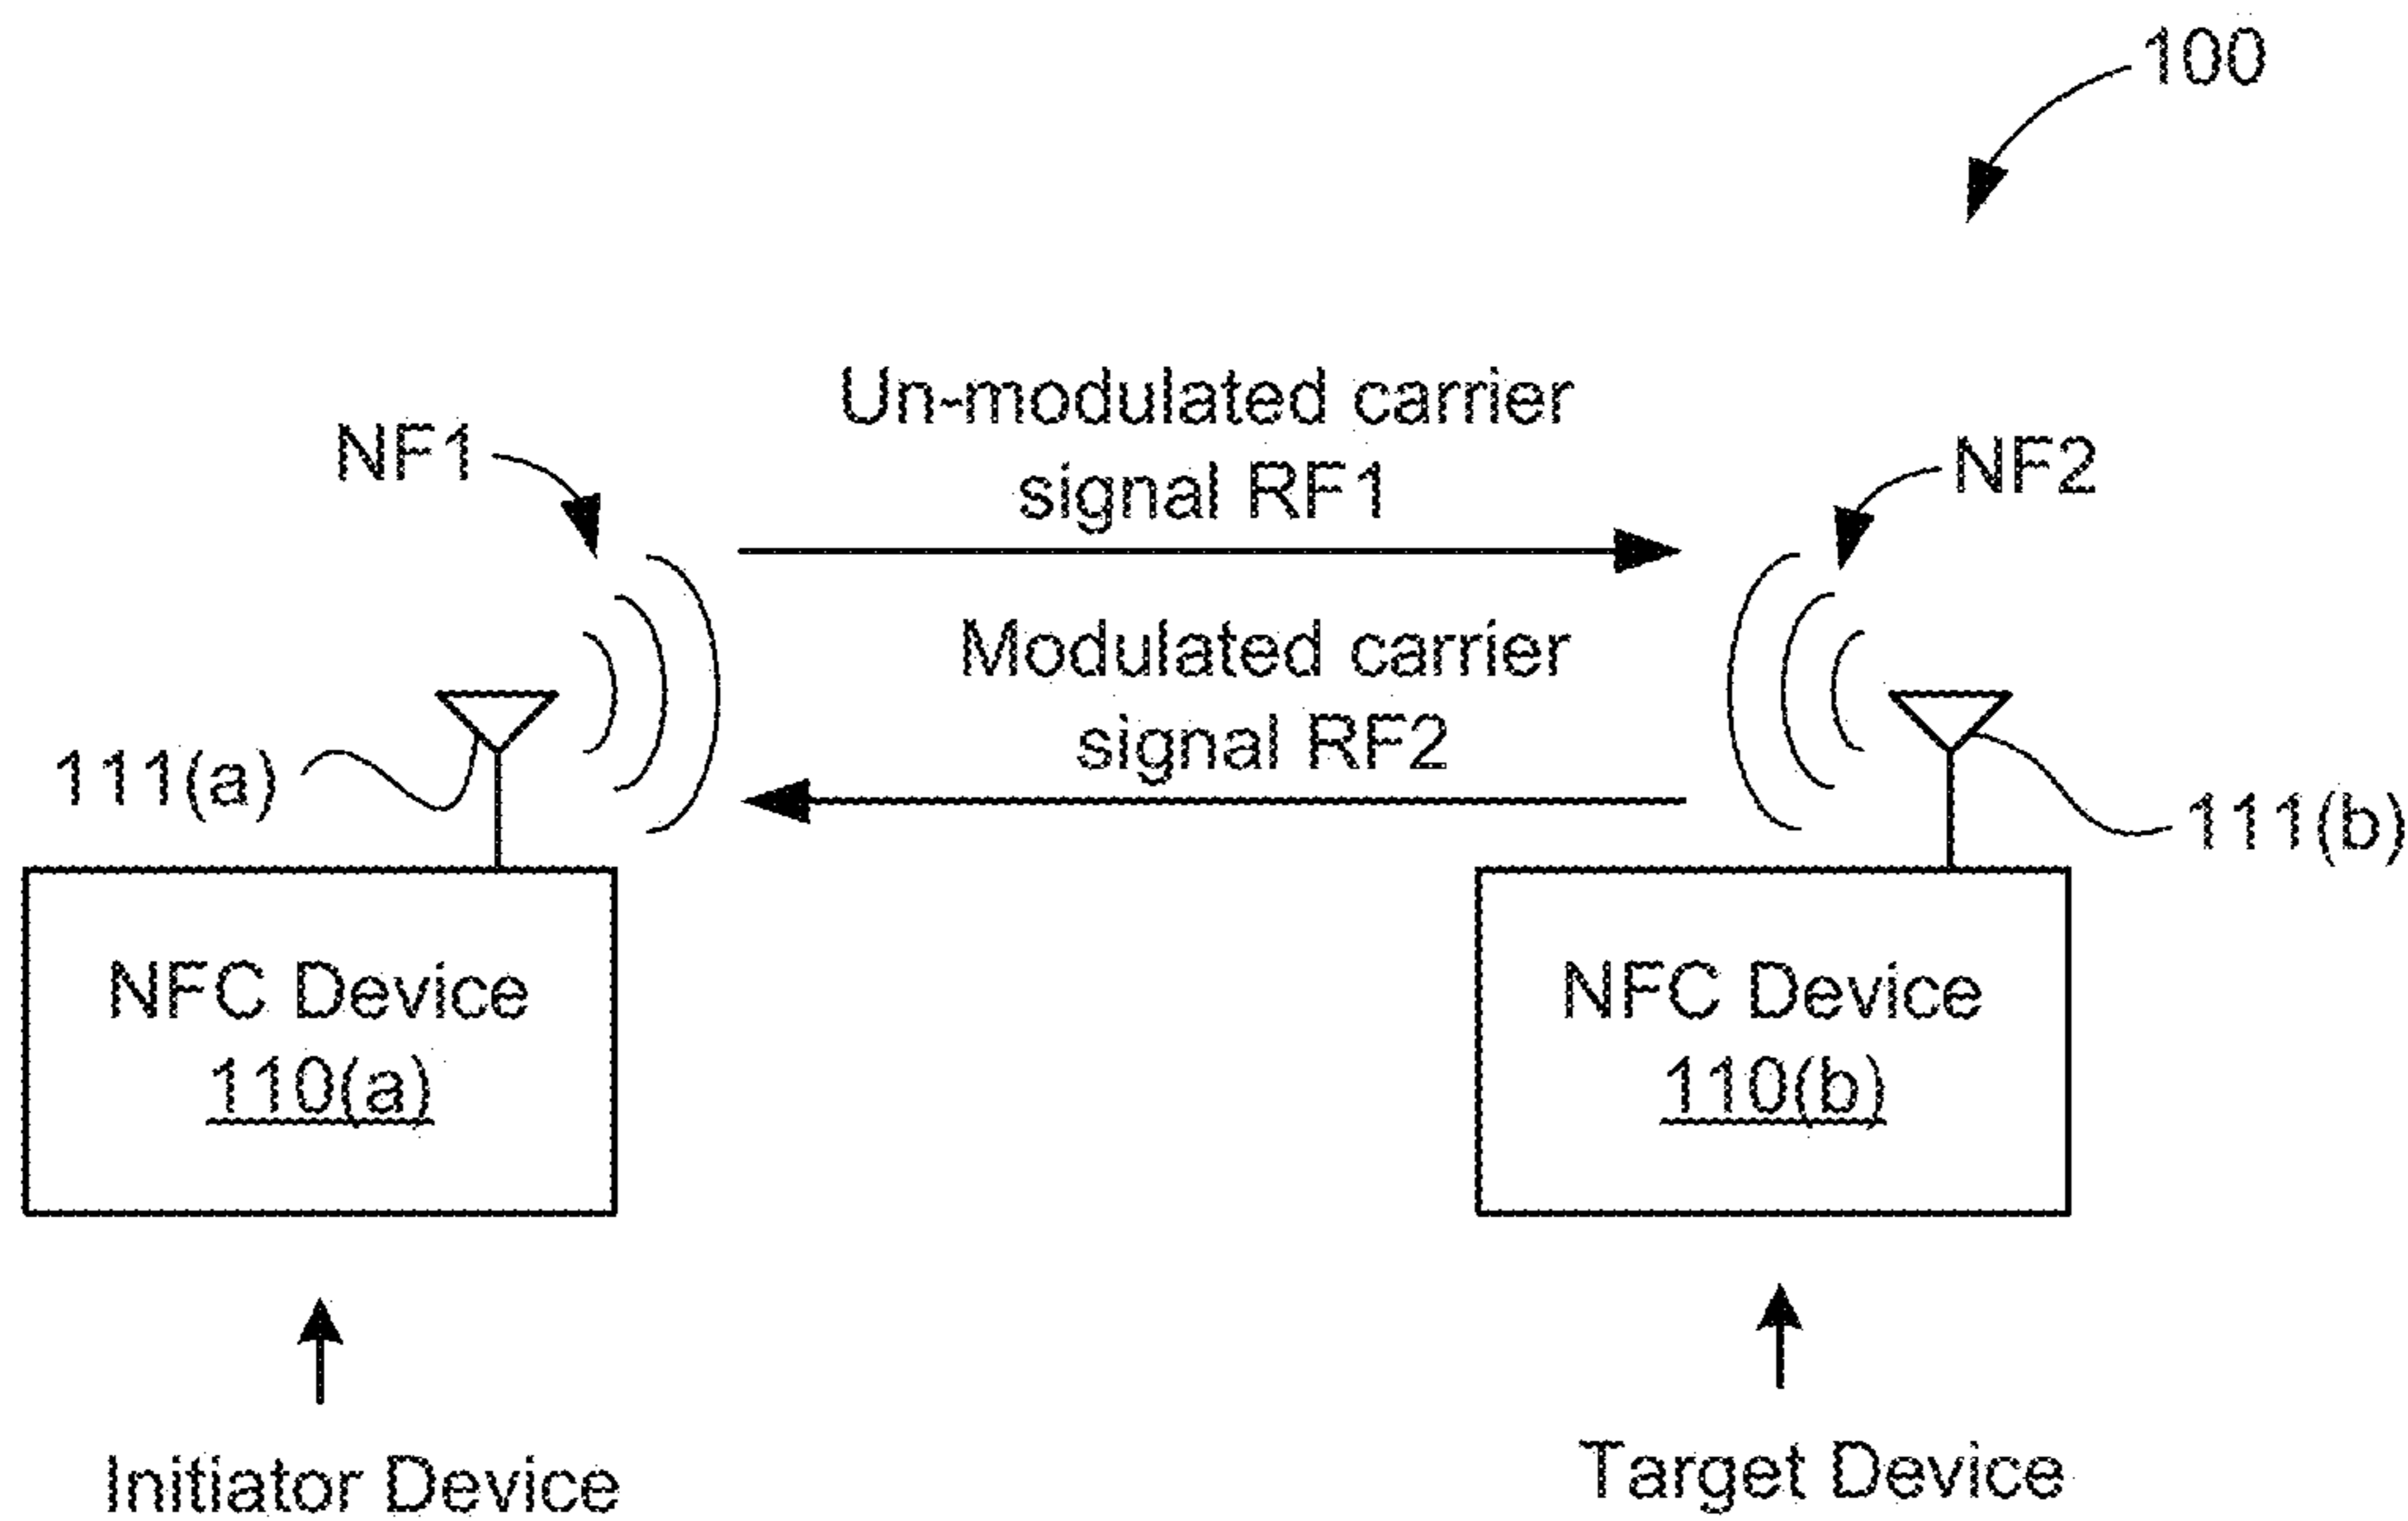 100
Un-modulated carrier
signal RF1
NF1
NF2
Modulated carrier
signal RF2
111(a)
111(b)
NFC Device
110(a)
NFC Device
110(b)
Initiator Device
Target Device